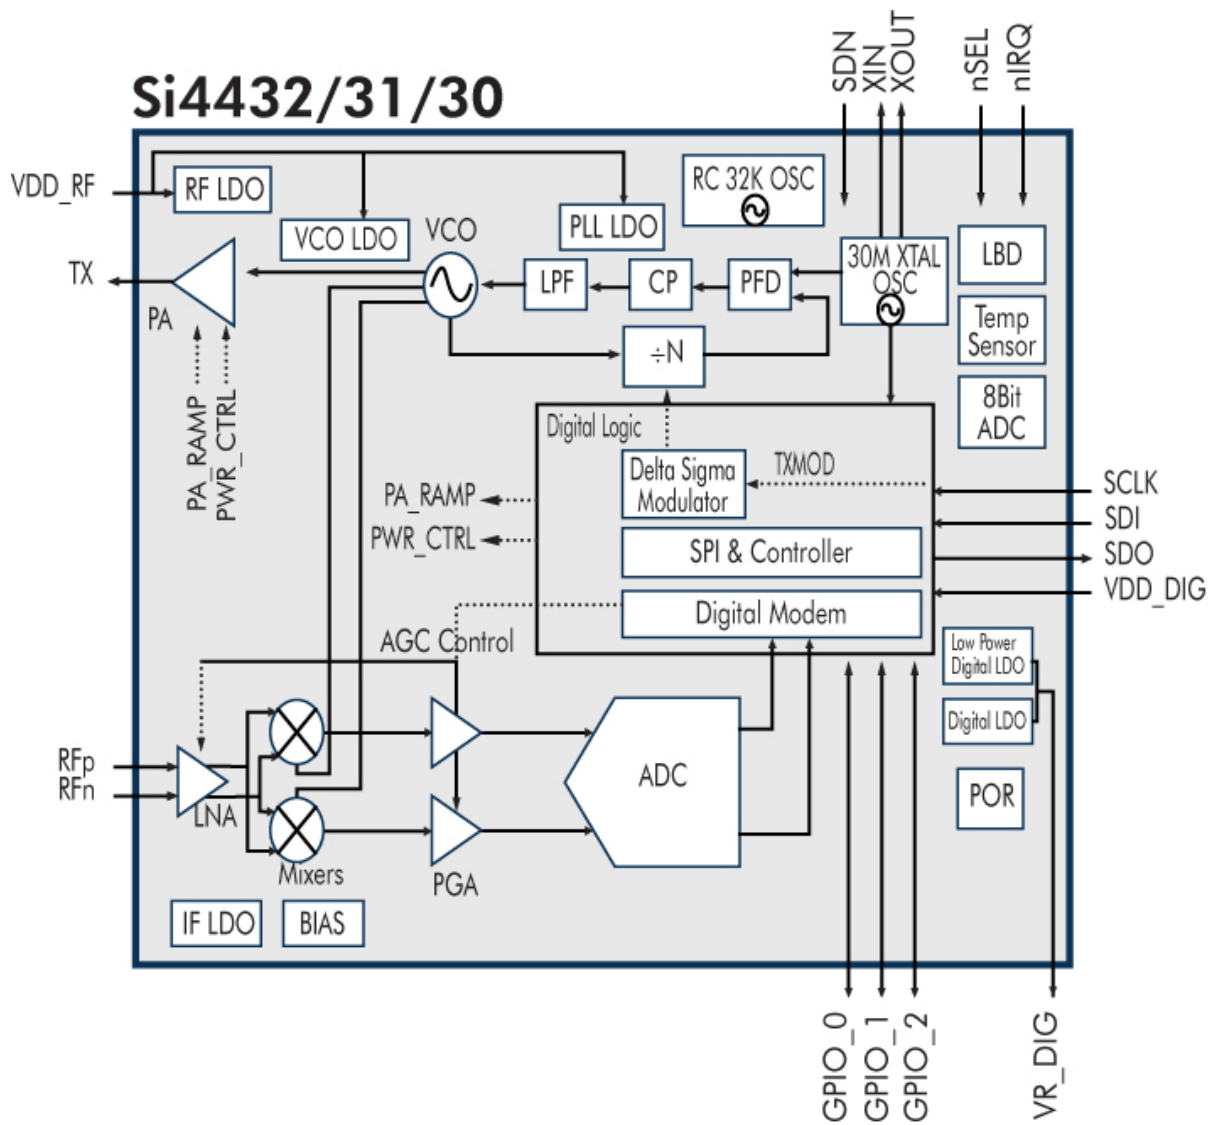 SDN
XIN
XOUT
nSEL
nIRQ
Si4432/31/30
VDD_RF
RF LDO
VCO LDO
VCO
PLL LDO
RC 32K OSC
30M XTAL
OSC
LBD
TX
PA
LPF
CP
PFD
÷N
Temp
Sensor
8Bit
ADC
PA_RAMP
PWR_CTRL
Digital Logic
Delta Sigma
Modulator
TXMOD
PA_RAMP
PWR_CTRL
SPI & Controller
Digital Modem
SCLK
SDI
SDO
VDD_DIG
AGC Control
Low Power
Digital LDO
Digital LDO
RFp
RFn
LNA
Mixers
PGA
ADC
POR
IF LDO
BIAS
GPIO_0
GPIO_1
GPIO_2
VR_DIG